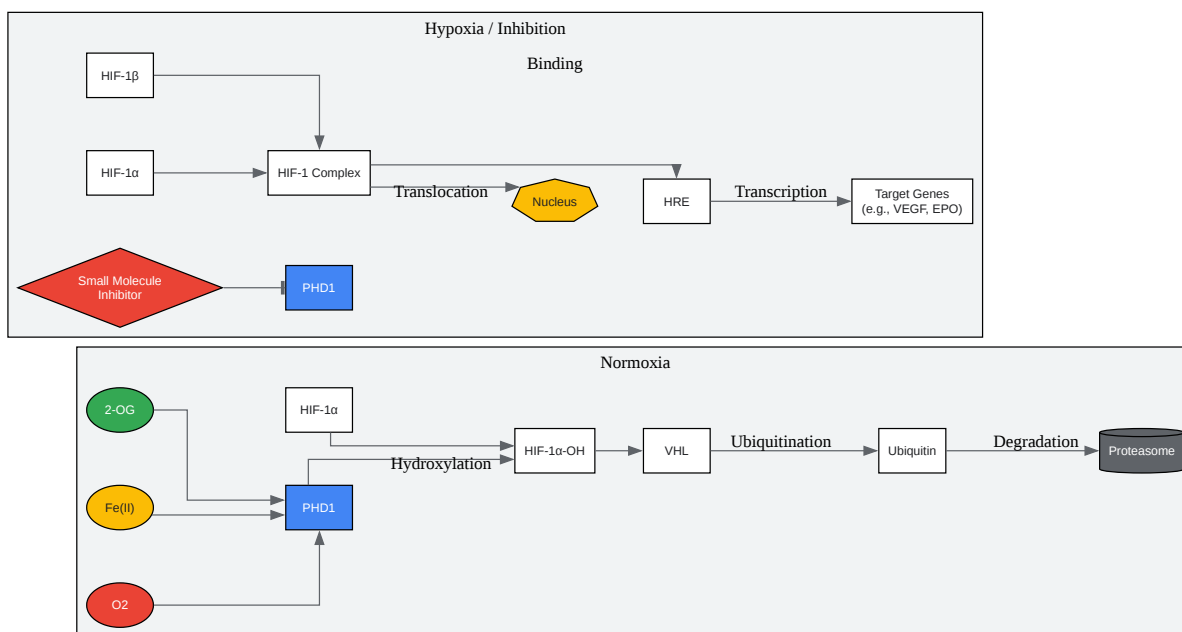 Hypoxia / Inhibition
Binding
HIF-1β
HIF-1α
HIF-1 Complex
Translocation
Nucleus
HRE
Transcription
Target Genes
(e.g., VEGF, EPO)
Small Molecule
Inhibitor
PHD1
Normoxia
2-OG
HIF-1α
Hydroxylation
HIF-1α-OH
VHL
Ubiquitination
Ubiquitin
Degradation
Proteasome
Fe(II)
PHD1
O2